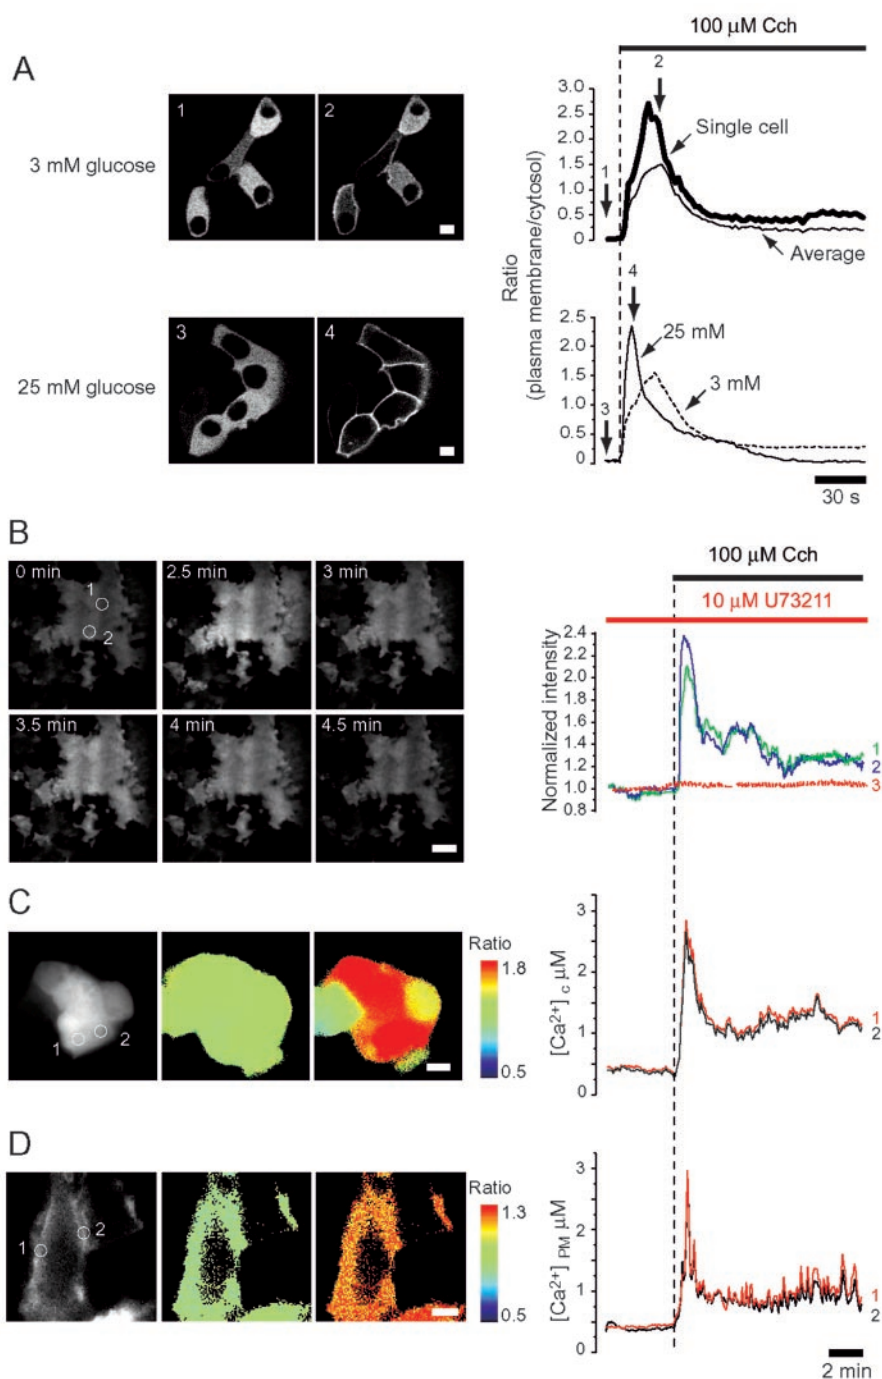 100 μM Cch
A
3 mM glucose
1
2
25 mM glucose
3
4
Ratio
(plasma membrane/cytosol)
3.0
2.5
2.0
1.5
1.0
0.5
0
1
2
Single cell
Average
2.5
2.0
1.5
1.0
0.5
0
3
4
25 mM
3 mM
30 s
B
0 min
1
2
2.5 min
3 min
3.5 min
4 min
4.5 min
100 μM Cch
10 μM U73211
Normalized intensity
2.4
2.2
2.0
1.8
1.6
1.4
1.2
1.0
0.8
1
2
3
C
1
2
Ratio
1.8
0.5
[Ca2+] c μM
3
2
1
0
1
2
D
1
2
Ratio
1.3
0.5
[Ca2+] PM μM
3
2
1
0
1
2
2 min